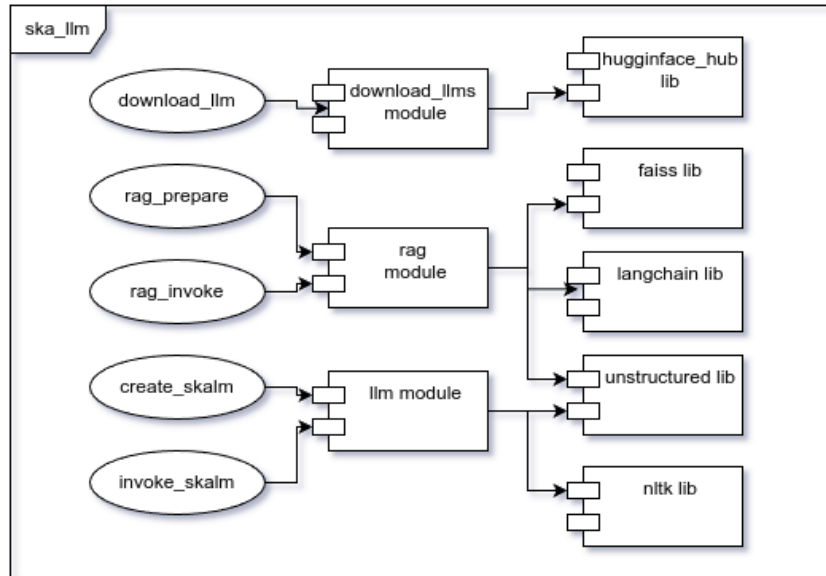 ska_llm
download_llm
download_llms
module
hugginface_hub
lib
rag_prepare
faiss lib
rag
module
rag_invoke
langchain lib
create_skalm
llm module
unstructured lib
invoke_skalm
nltk lib